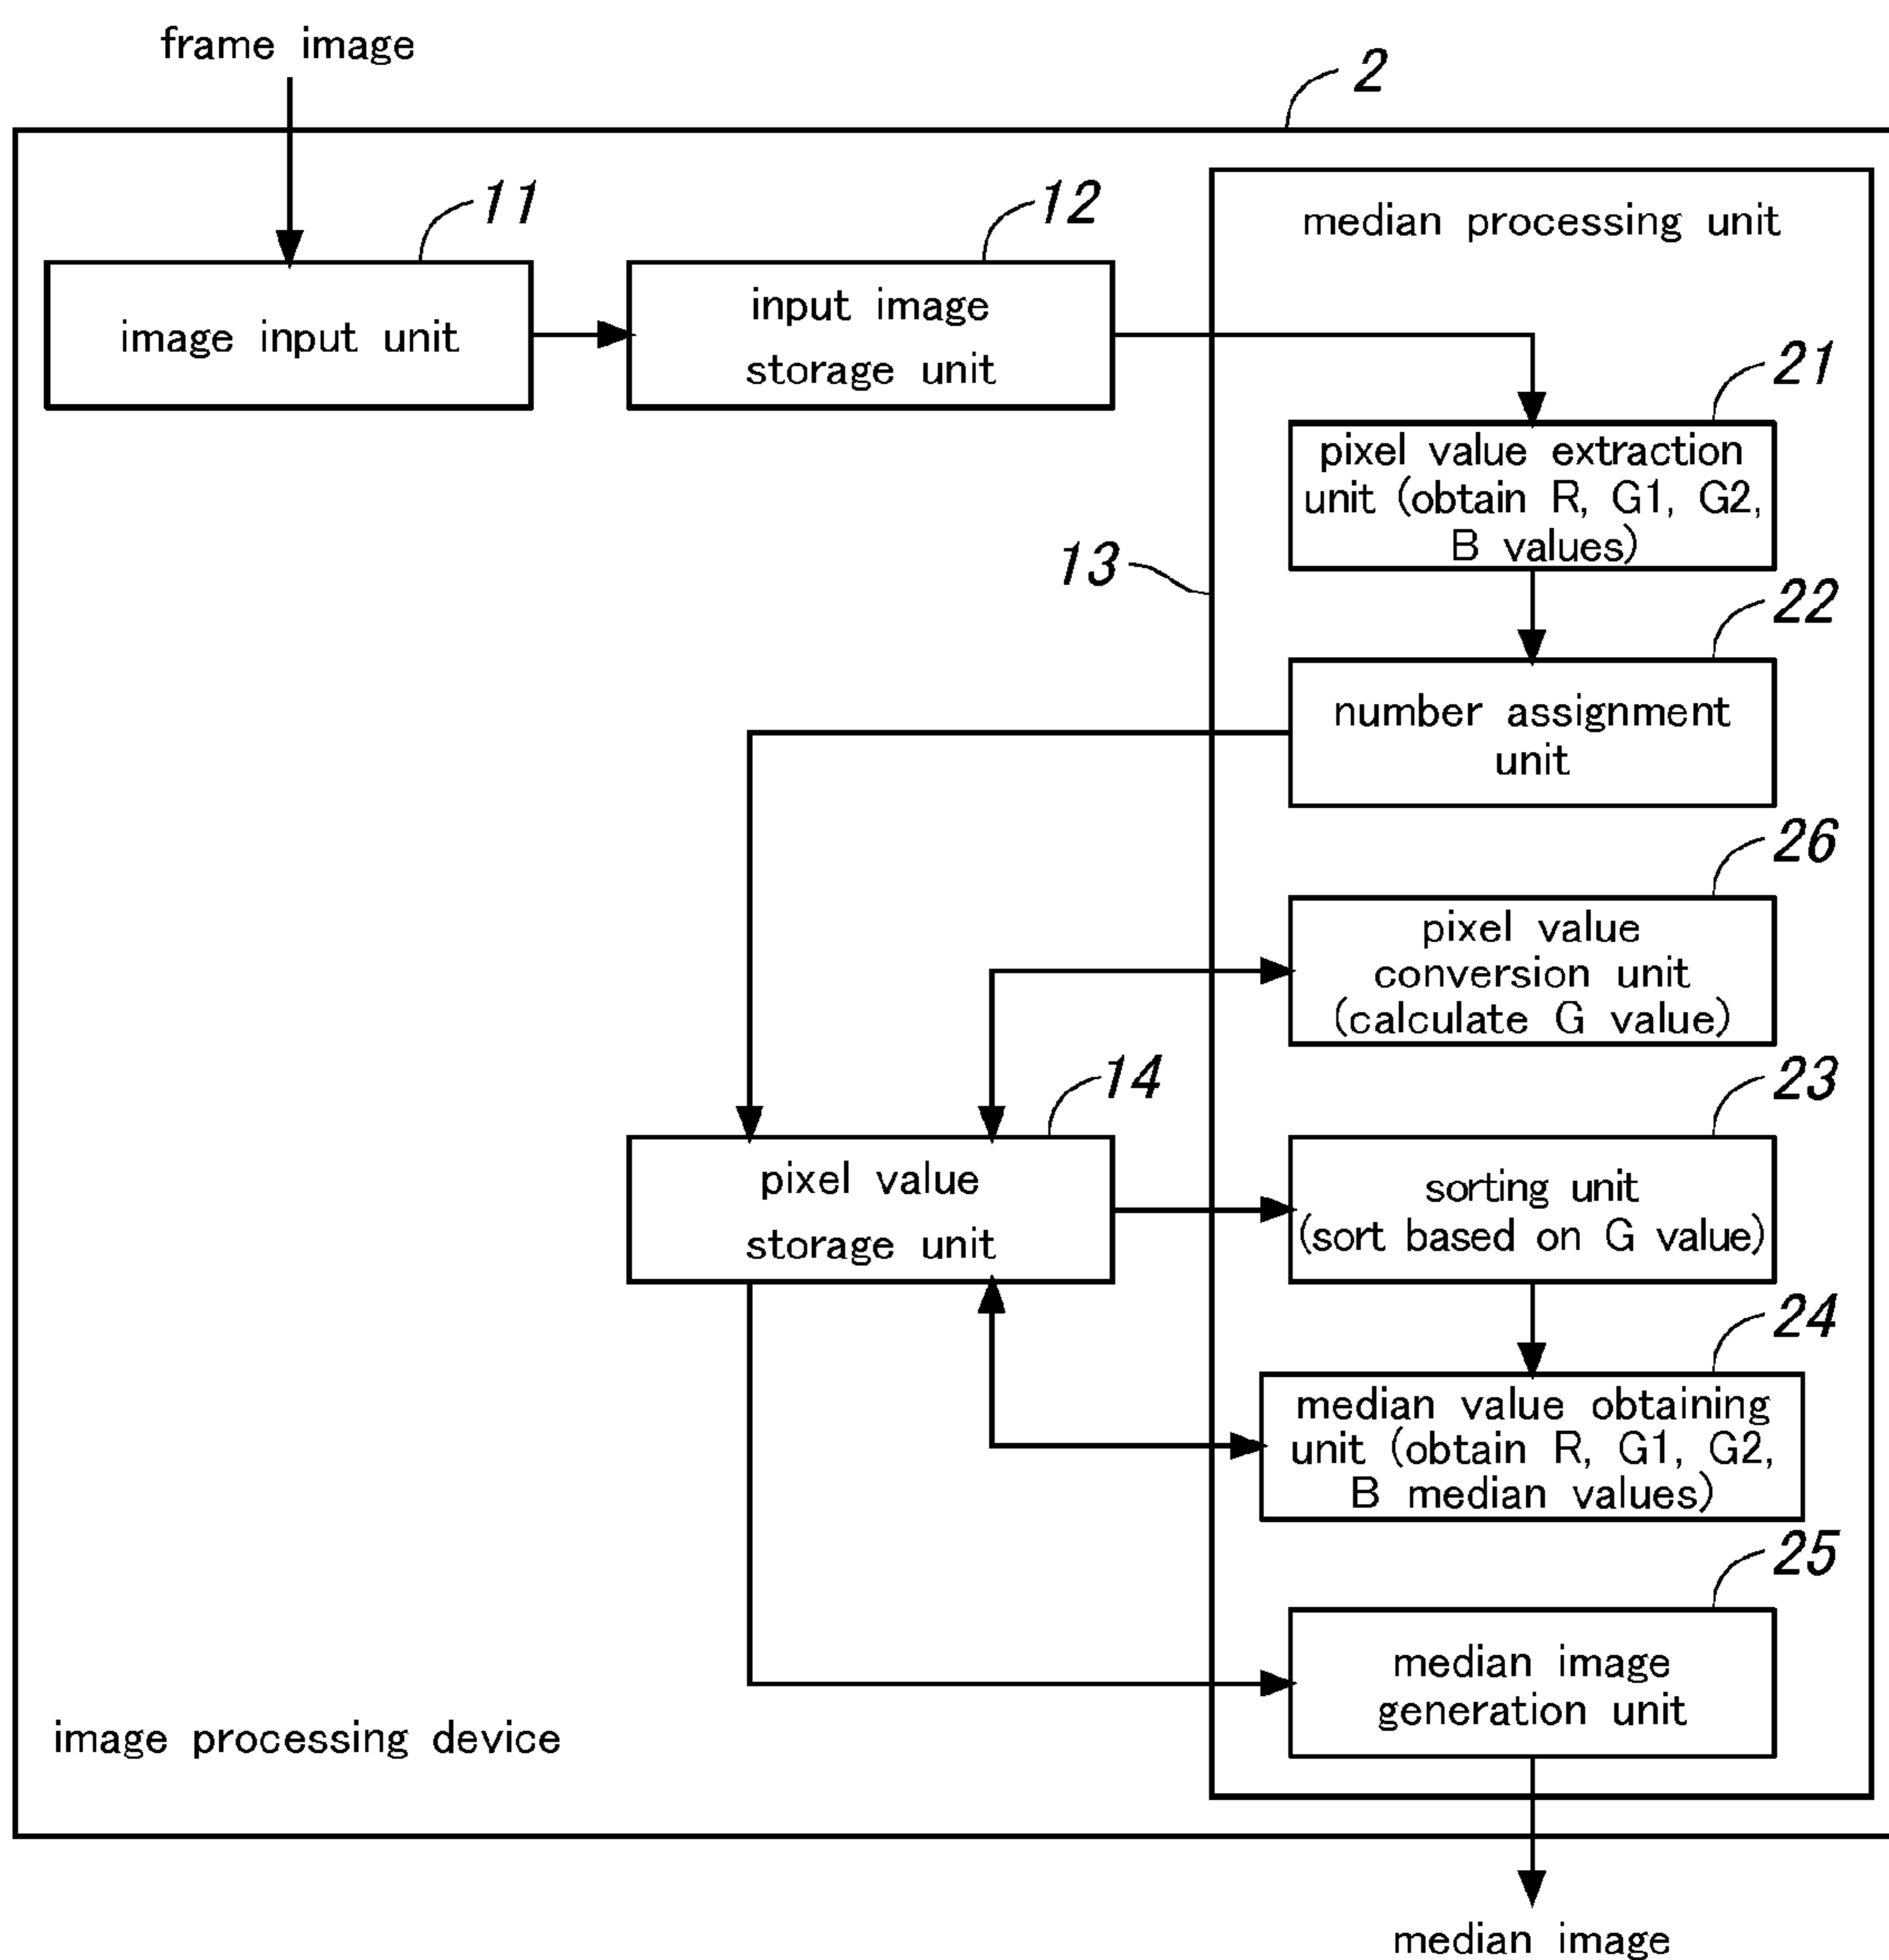 frame image
2
11
12
median processing unit
image input unit
input image
storage unit
21
pixel value extraction
unit (obtain R, G1, G2,
B values)
13
22
number assignment
unit
26
pixel value
conversion unit
(calculate G value)
14
23
pixel value
storage unit
sorting unit
(sort based on G value)
24
median value obtaining
unit (obtain R, G1, G2,
B median values)
25
median image
generation unit
image processing device
median image